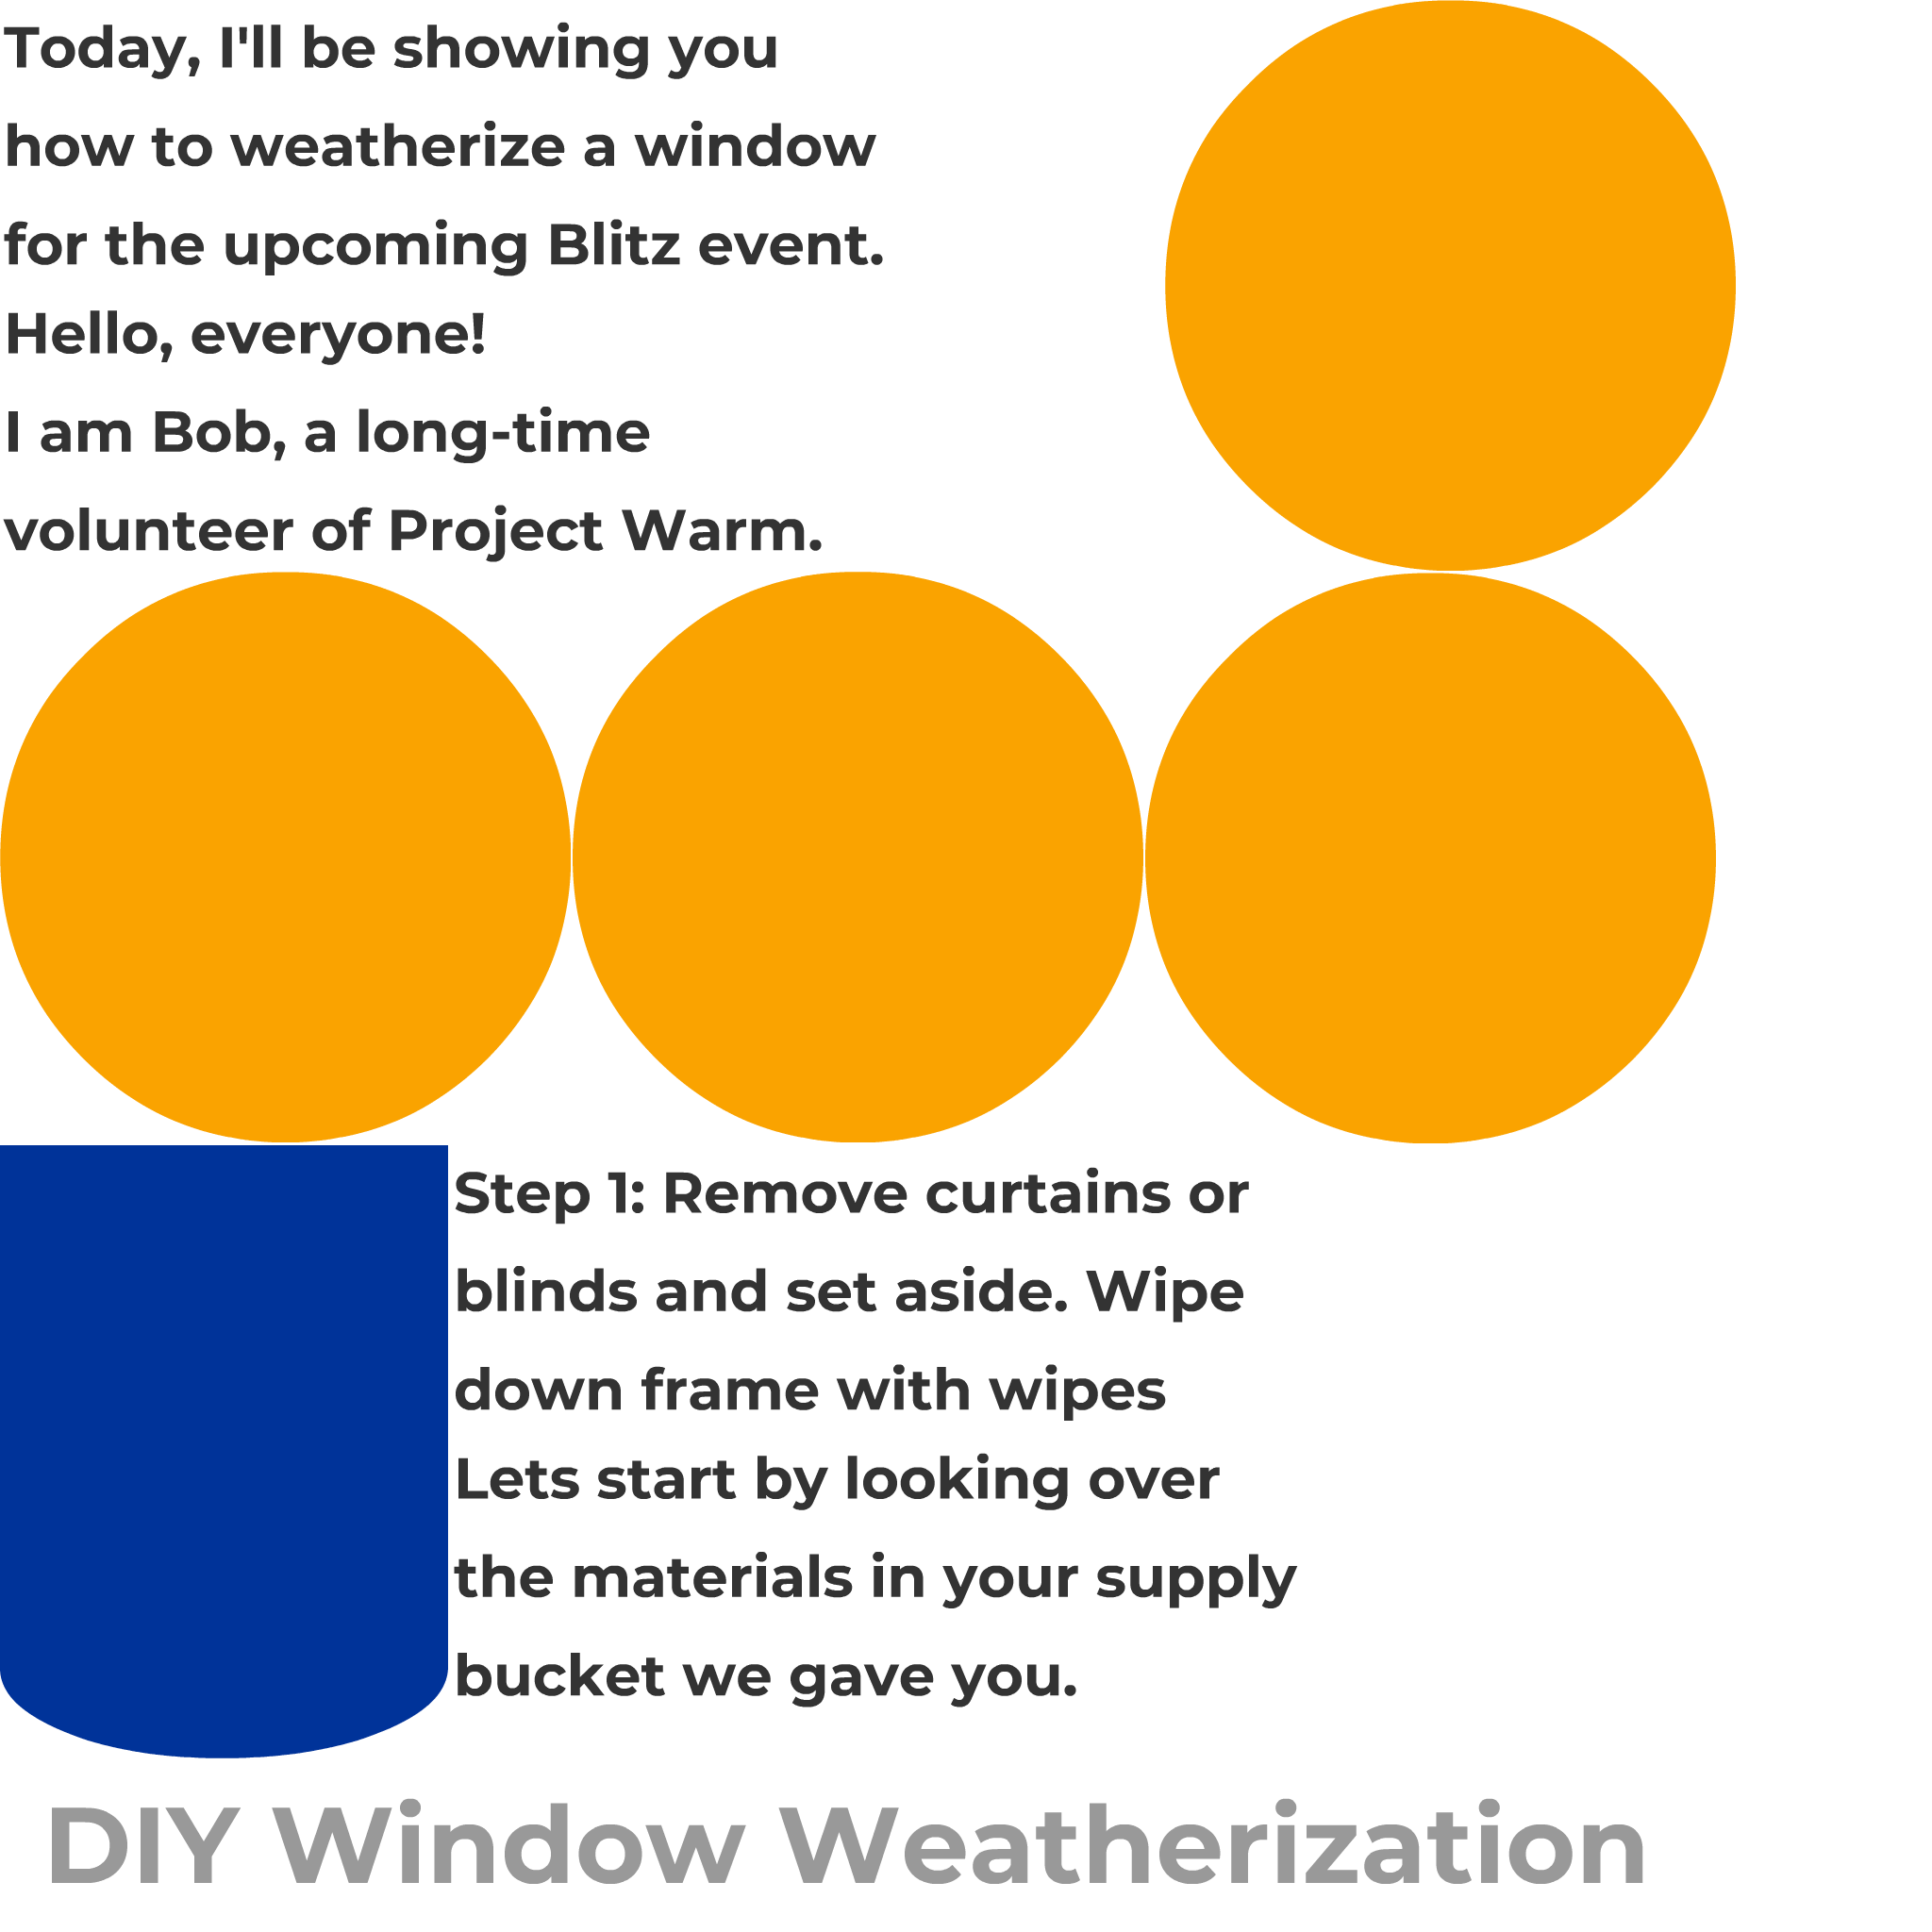 Today, I'll be showing you
how to weatherize a window
for the upcoming Blitz event.
Hello, everyone!
I am Bob, a long-time
volunteer of Project Warm.
Step 1: Remove curtains or
blinds and set aside. Wipe
down frame with wipes
Lets start by looking over
the materials in your supply
bucket we gave you.
DIY Window Weatherization